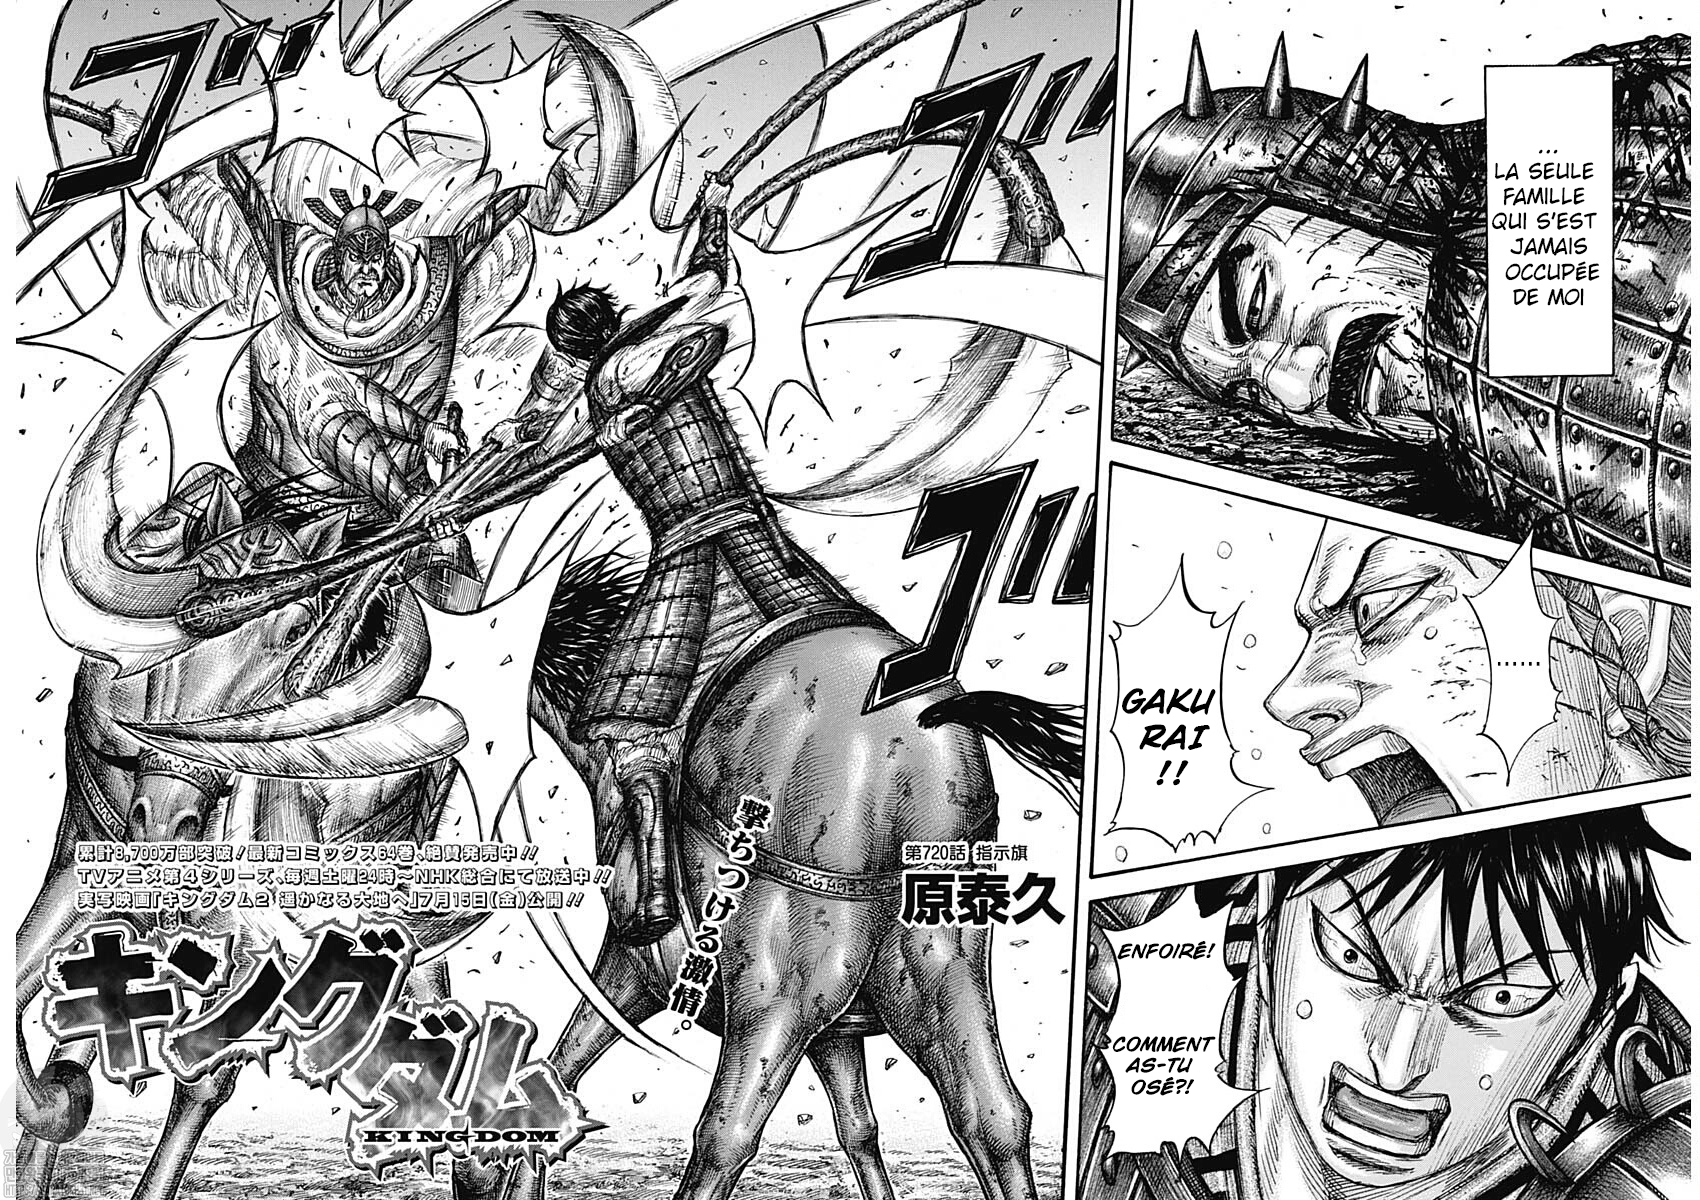 ...
LA SEULE
FAMILLE
QUI S'EST
JAMAIS
OCCUPÉE
DE MOI
......
GAKU
RAI
!!
ENFOIRÉ!
COMMENT
AS-TU
OSÉ?!
ゴ"
ゴ"
ゴ"
撃ちつける激情。
第720話 指示旗
原泰久
累計8,700万部突破!最新コミックス64巻、絶賛発売中!!
TVアニメ第4シリーズ、毎週土曜24時〜NHK総合にて放送中!!
実写映画「キングダム2 遥かなる大地へ」7月15日(金)公開!!
キングダム
KINGDOM